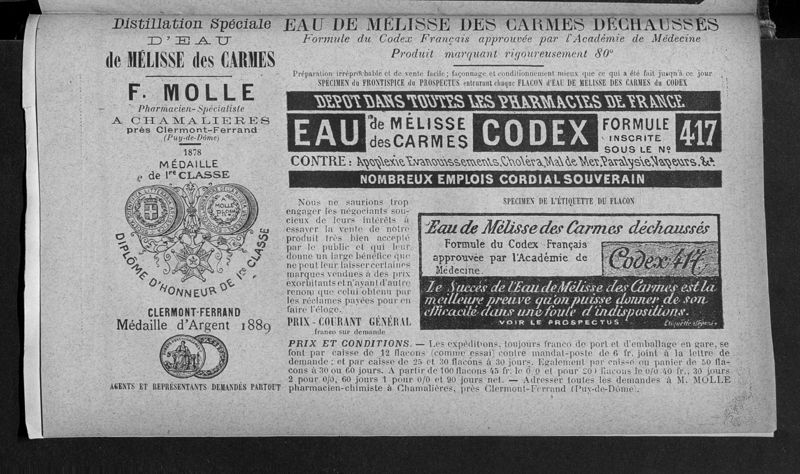 Distillation Spéciale
D'EAU
de MÉLISSE des CARMES
F. MOLLE
Pharmacien-Spécialiste
A CHAMALIERES
près Clermont-Ferrand
(Puy-de-Dôme)
1878
MÉDAILLE
de 1re CLASSE
DIPLÔME D'HONNEUR DE 1re CLASSE
CLERMONT-FERRAND
Médaille d'Argent 1889
AGENTS ET REPRÉSENTANTS DEMANDÉS PARTOUT
EAU DE MÉLISSE DES CARMES DÉCHAUSSÉS
Formule du Codex Français approuvée par l'Académie de Médecine
Produit marquant rigoureusement 80°
Préparation irréprochable et de vente facile; façonnage et conditionnement mieux que ce qui a été fait jusqu'à ce jour
SPÉCIMEN DU FRONTISPICE du PROSPECTUS entourant chaque FLACON d'EAU DE MELISSE DES CARMES du CODEX
DEPOT DANS TOUTES LES PHARMACIES DE FRANCE
EAU de MÉLISSE des CARMES CODEX FORMULE INSCRITE SOUS LE No 417
CONTRE: Apoplexie Evanouissements, Choléra, Mal de Mer, Paralysie, Vapeurs, &a
NOMBREUX EMPLOIS CORDIAL SOUVERAIN
Nous ne saurions trop
engager les négociants sou-
cieux de leurs intérêts à
essayer la vente de notre
produit très bien accepté
par le public et qui leur
donne un large bénéfice que
ne peut leur laisser certaines
marques vendues à des prix
exorbitants et n'ayant d'autre
renom que celui obtenu par
les réclames payées pour en
faire l'éloge.
PRIX-COURANT GÉNÉRAL
franco sur demande
SPÉCIMEN DE L'ÉTIQUETTE DU FLACON
Eau de Mélisse des Carmes déchaussés
Formule du Codex Français
approuvée par l'Académie de
Médecine.
Codex 417
Le Succès de l'Eau de Mélisse des Carmes est la
meilleure preuve qu'on puisse donner de son
efficacité dans une foule d'indispositions.
VOIR LE PROSPECTUS
Etiquette déposée
PRIX ET CONDITIONS. — Les expéditions, toujours franco de port et d'emballage en gare, se
font par caisse de 12 flacons (comme essai) contre mandat-poste de 6 fr. joint à la lettre de
demande; et par caisse de 25 et 30 flacons à 30 jours. Egalement par caisse ou panier de 50 fla-
cons à 30 ou 60 jours. A partir de 100 flacons 45 fr. le 0/0 et pour 200 flacons le 0/0 40 fr.; 30 jours
2 pour 0/0, 60 jours 1 pour 0/0 et 90 jours net. — Adresser toutes les demandes à M. MOLLE
pharmacien-chimiste à Chamalières, près Clermont-Ferrand (Puy-de-Dôme).